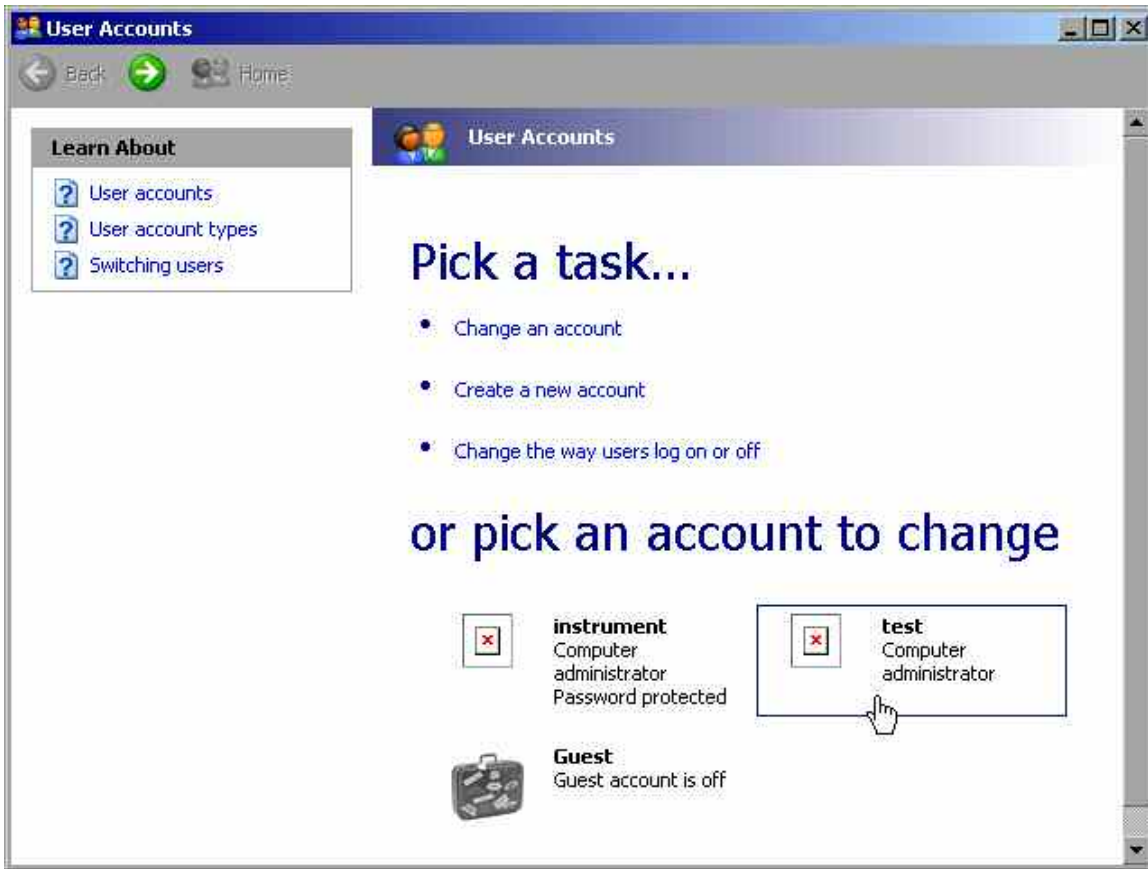 User Accounts
Back Home
Learn About
User accounts
User account types
Switching users
User Accounts
Pick a task...
Change an account
Create a new account
Change the way users log on or off
or pick an account to change
instrument
Computer
administrator
Password protected
test
Computer
administrator
Guest
Guest account is off